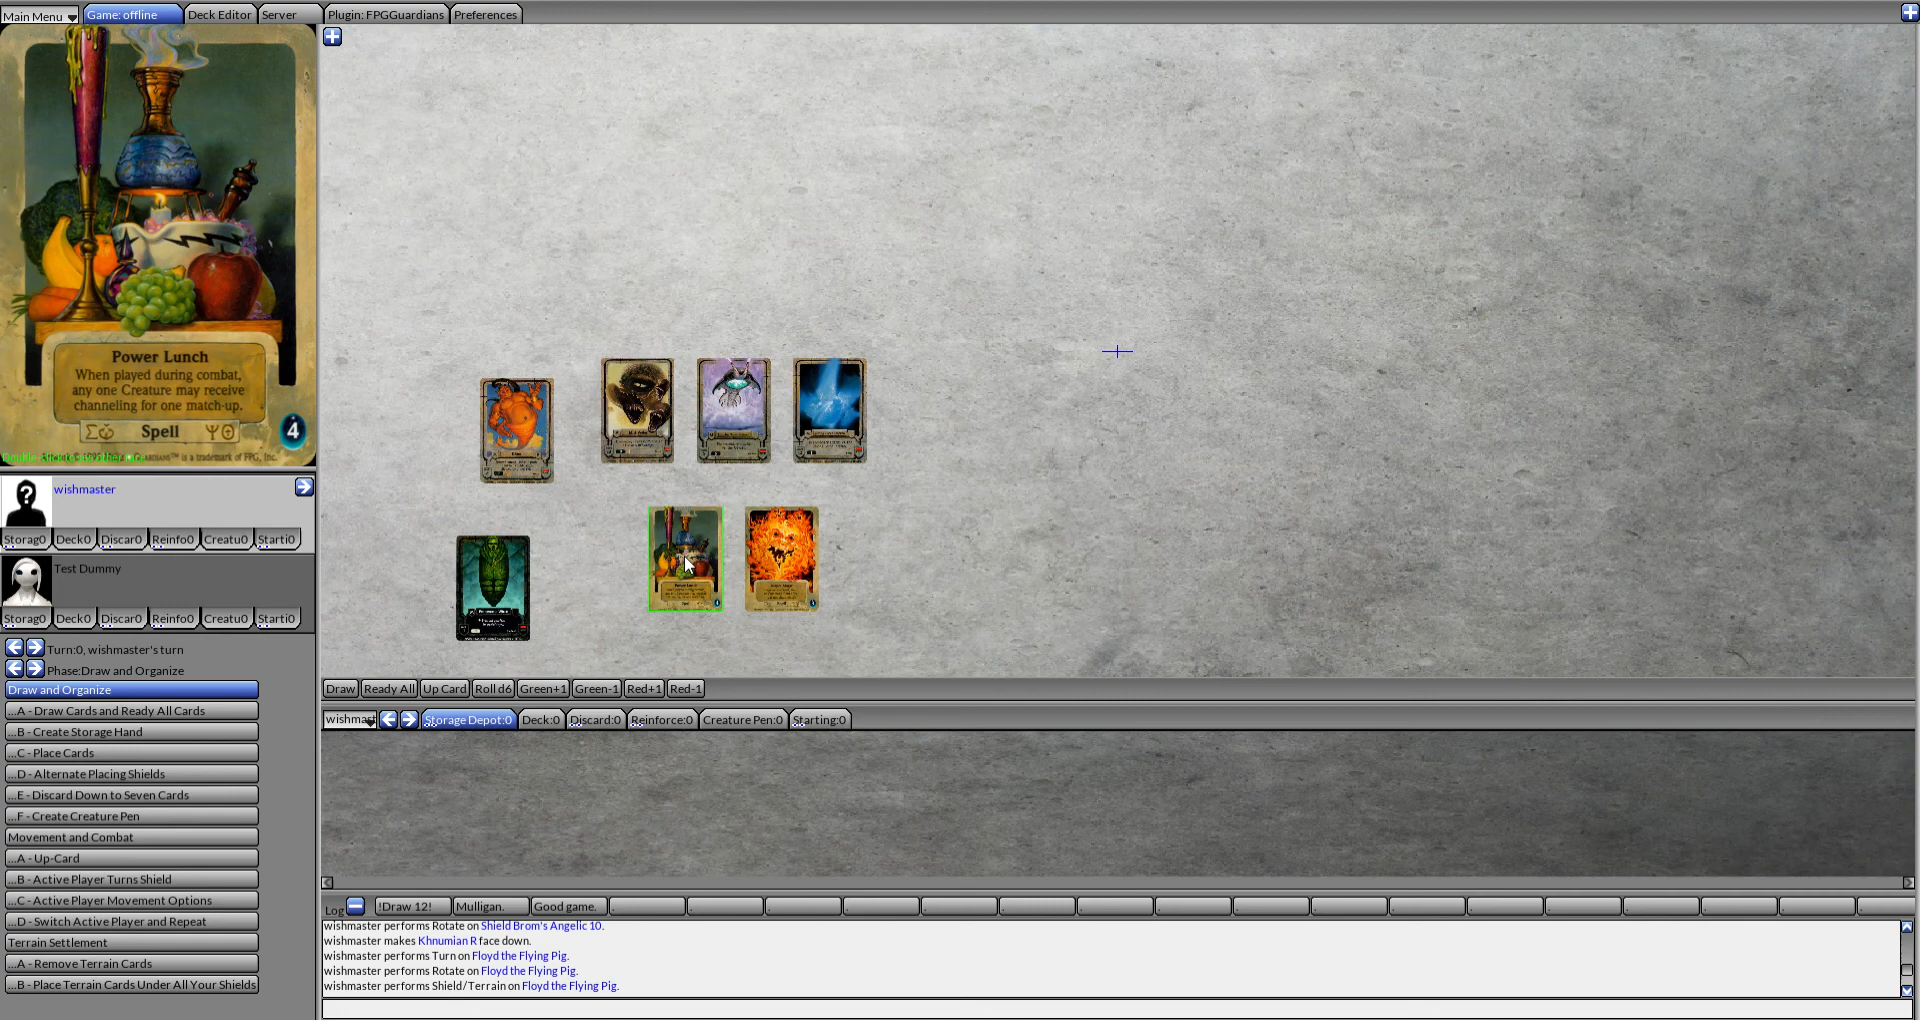 Main Menu
Game: offline
Deck Editor
Server
Plugin: FPGGuardians
Preferences
Power Lunch
When played during combat,
any one Creature may receive
channeling for one match-up.
Spell
4
is a trademark of FPG, Inc.
wishmaster
Storag0 Deck0 Discar0 Reinfo0 Creatu0 Starti0
Test Dummy
Storag0 Deck0 Discar0 Reinfo0 Creatu0 Starti0
Turn:0, wishmaster's turn
Phase:Draw and Organize
Draw and Organize
...A - Draw Cards and Ready All Cards
...B - Create Storage Hand
...C - Place Cards
...D - Alternate Placing Shields
...E - Discard Down to Seven Cards
...F - Create Creature Pen
Movement and Combat
...A - Up-Card
...B - Active Player Turns Shield
...C - Active Player Movement Options
...D - Switch Active Player and Repeat
Terrain Settlement
...A - Remove Terrain Cards
...B - Place Terrain Cards Under All Your Shields
Draw Ready All Up Card Roll d6 Green+1 Green-1 Red+1 Red-1
wishmast Storage Depot:0 Deck:0 Discard:0 Reinforce:0 Creature Pen:0 Starting:0
Log !Draw 12! Mulligan. Good game. . . . . . . . . . . . . . . . .
wishmaster performs Rotate on Shield Brom's Angelic 10.
wishmaster makes Khnumian R face down.
wishmaster performs Turn on Floyd the Flying Pig.
wishmaster performs Rotate on Floyd the Flying Pig.
wishmaster performs Shield/Terrain on Floyd the Flying Pig.